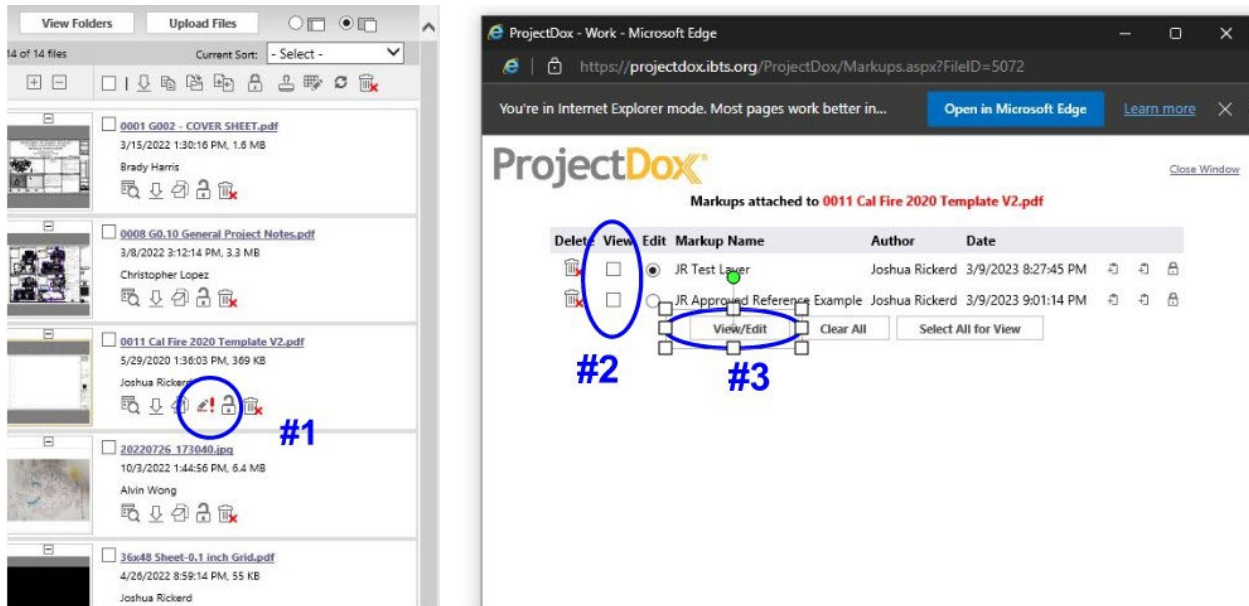 View Folders
Upload Files
14 of 14 files
Current Sort: - Select -
0001 G002 - COVER SHEET.pdf
3/15/2022 1:30:16 PM, 1.6 MB
Brady Harris
0008 G0.10 General Project Notes.pdf
3/8/2022 3:12:14 PM, 3.3 MB
Christopher Lopez
0011 Cal Fire 2020 Template V2.pdf
5/29/2020 1:36:03 PM, 369 KB
Joshua Rickerd
#1
20220726_173040.jpg
10/3/2022 1:44:56 PM, 6.4 MB
Alvin Wong
36x48 Sheet-0.1 inch Grid.pdf
4/26/2022 8:59:14 PM, 55 KB
Joshua Rickerd
ProjectDox - Work - Microsoft Edge
https://projectdox.ibts.org/ProjectDox/Markups.aspx?FileID=5072
You're in Internet Explorer mode. Most pages work better in... Open in Microsoft Edge Learn more
ProjectDox
Close Window
Markups attached to 0011 Cal Fire 2020 Template V2.pdf
Delete View Edit Markup Name Author Date
JR Test Layer Joshua Rickerd 3/9/2023 8:27:45 PM
JR Approved Reference Example Joshua Rickerd 3/9/2023 9:01:14 PM
View/Edit Clear All Select All for View
#2
#3